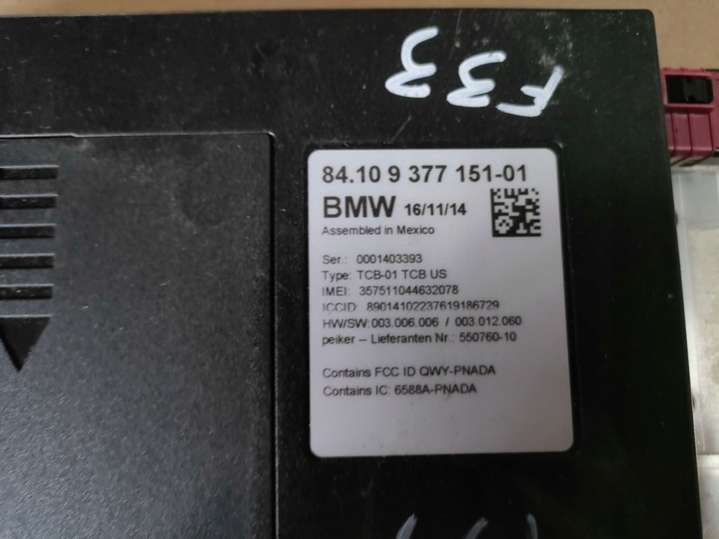 F33
84.10 9 377 151-01
BMW 16/11/14
Assembled in Mexico
Ser.: 0001403393
Type: TCB-01 TCB US
IMEI: 357511044632078
ICCID: 89014102237619186729
HW/SW: 003.006.006 / 003.012.060
peiker – Lieferanten Nr.: 550760-10
Contains FCC ID QWY-PNADA
Contains IC: 6588A-PNADA